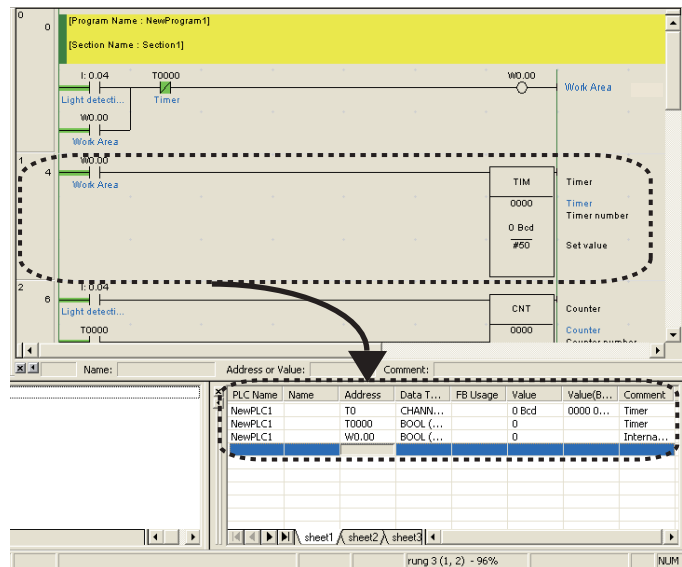 0
0
[Program Name : NewProgram1]
[Section Name : Section1]
I: 0.04 T0000 W0.00
Work Area
Light detecti... Timer
W0.00
Work Area
1
4
W0.00
Work Area
TIM Timer
0000 Timer
Timer number
0 Bcd
#50 Set value
2
6
I: 0.04
Light detecti...
CNT Counter
T0000
0000 Counter
Counter number
Name: Address or Value: Comment:
PLC Name Name Address Data T... FB Usage Value Value(B... Comment
NewPLC1 T0 CHANN... 0 Bcd 0000 0... Timer
NewPLC1 T0000 BOOL (... 0 Timer
NewPLC1 W0.00 BOOL (... 0 Interna...
sheet1 sheet2 sheet3
rung 3 (1, 2) - 96% NUM